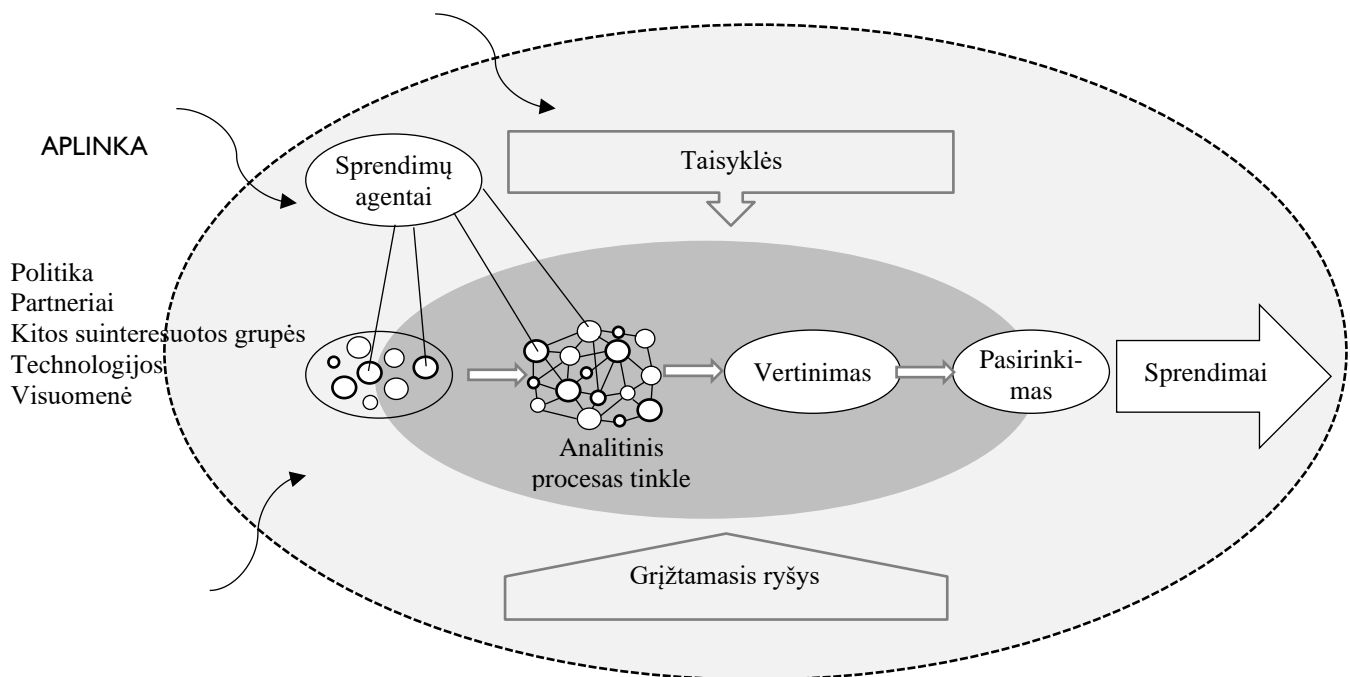 APLINKA
Sprendimų
agentai
Taisyklės
Politika
Partneriai
Kitos suinteresuotos grupės
Technologijos
Visuomenė
Vertinimas
Pasirinki-
mas
Sprendimai
Analitinis
procesas tinkle
Grįžtamasis ryšys